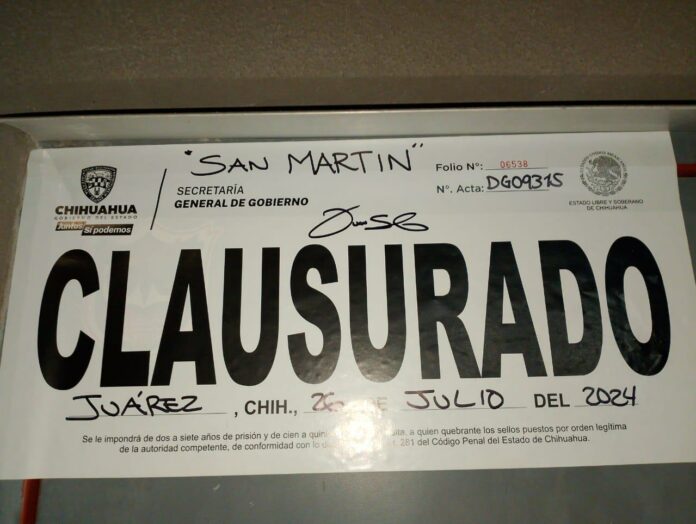 "SAN MARTIN"
CHIHUAHUA
GOBIERNO DEL ESTADO
Juntos Sí podemos
SECRETARÍA
GENERAL DE GOBIERNO
Folio N°: 06538
N°. Acta: DG09315
ESTADO LIBRE Y SOBERANO
DE CHIHUAHUA
CLAUSURADO
JUÁREZ, CHIH., 26 DE JULIO DEL 2024
Se le impondrá de dos a siete años de prisión y de cien a a quien quebrante los sellos puestos por orden legítima
de la autoridad competente, de conformidad con 281 del Código Penal del Estado de Chihuahua.